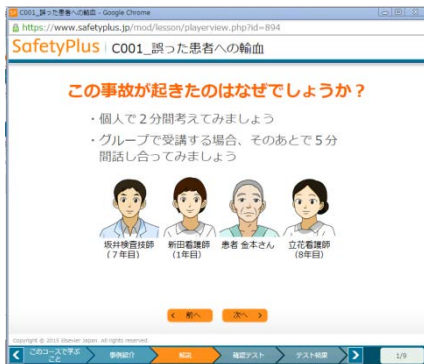 C001_誤った患者への輸血 - Google Chrome
https://www.safetyplus.jp/mod/lesson/playerview.php?id=894
SafetyPlus | C001_誤った患者への輸血
この事故が起きたのはなぜでしょうか？
・個人で２分間考えてみましょう
・グループで受講する場合、そのあとで５分
間話し合ってみましょう
坂井検査技師 新田看護師 患者 金本さん 立花看護師
（７年目） （1年目） （8年目）
前へ 次へ
Copyright © 2015 Elsevier Japan. All rights reserved.
このコースで学ぶ
こと 事例紹介 解説 確認テスト テスト結果 1/9